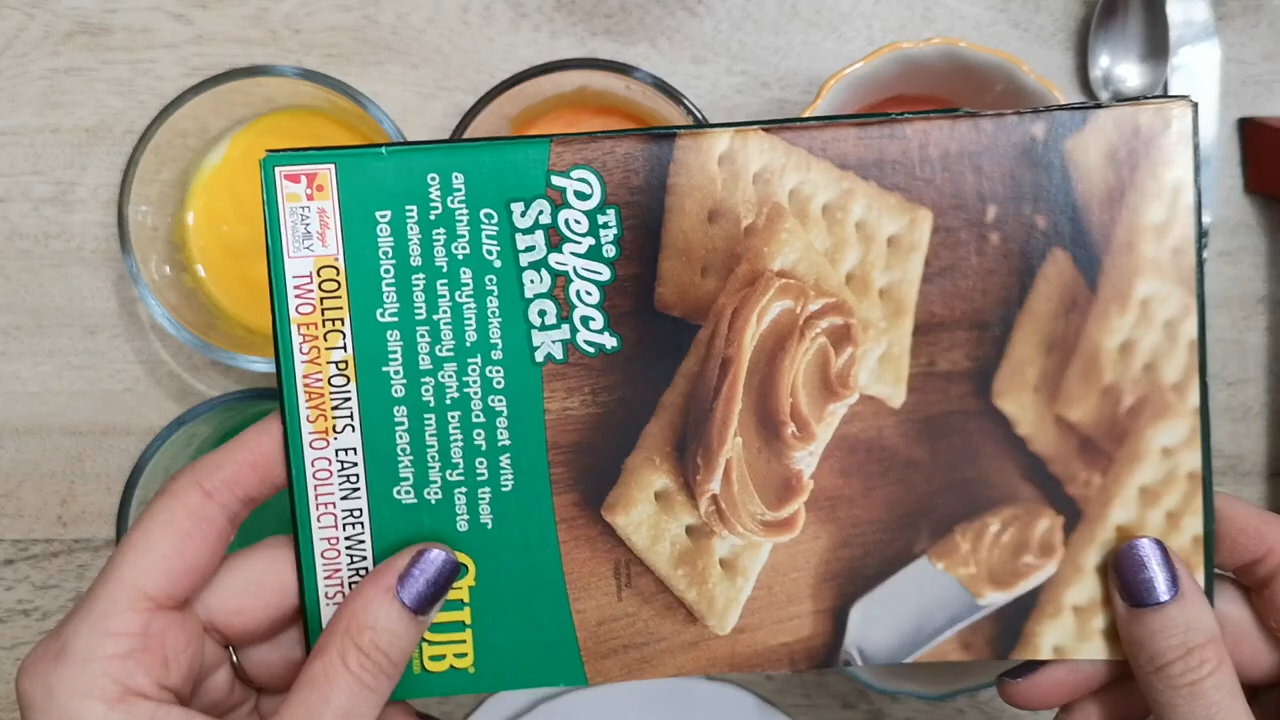 The
Perfect
Snack
Club® crackers go great with
anything, anytime. Topped or on their
own, their uniquely light, buttery taste
makes them ideal for munching.
Deliciously simple snacking!
CLUB®
Kellogg's
FAMILY
REWARDS
COLLECT POINTS. EARN REWARD
TWO EASY WAYS TO COLLECT POINTS!